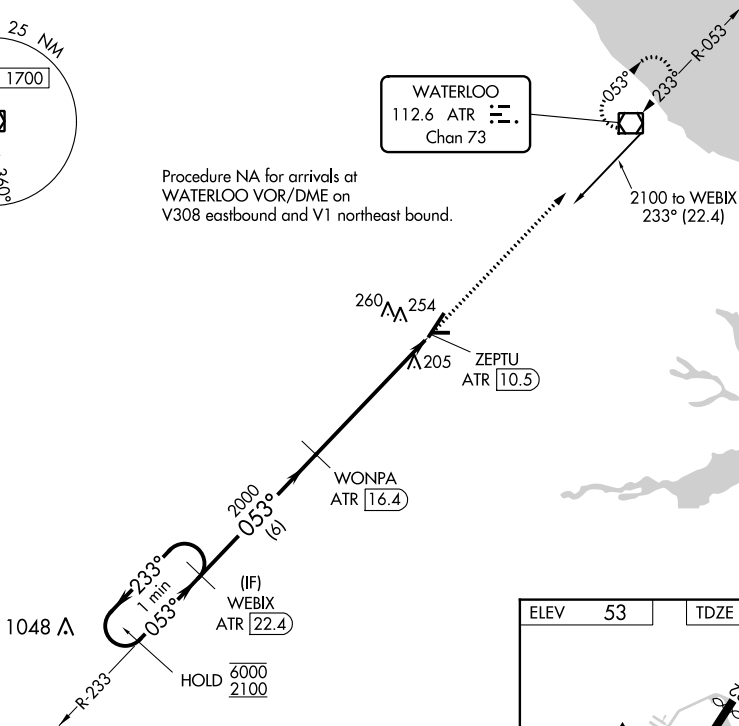 25 NM
1700
360°
WATERLOO
112.6 ATR
Chan 73
053°
233°
R-053
Procedure NA for arrivals at
WATERLOO VOR/DME on
V308 eastbound and V1 northeast bound.
2100 to WEBIX
233° (22.4)
260
254
205
ZEPTU
ATR 10.5
WONPA
ATR 16.4
2000
053°
(6)
233°
1 min
053°
(IF)
WEBIX
ATR 22.4
1048
HOLD 6000
2100
R-233
ELEV 53
TDZE